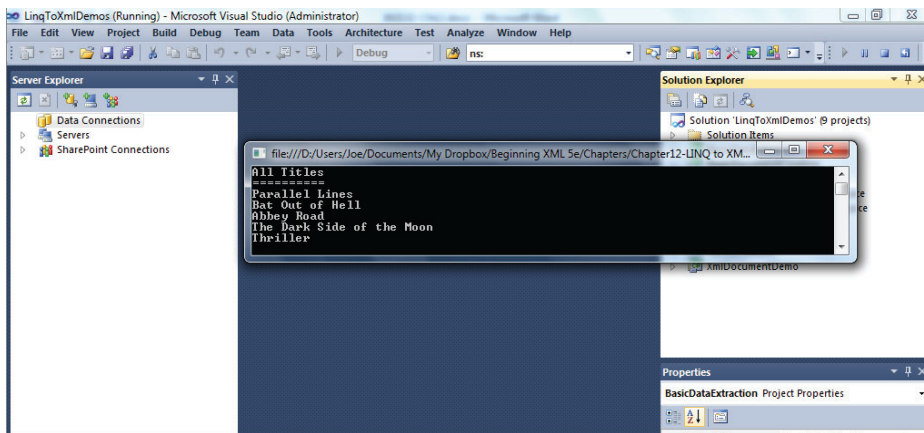 LinqToXmlDemos (Running) - Microsoft Visual Studio (Administrator)
File Edit View Project Build Debug Team Data Tools Architecture Test Analyze Window Help
Debug ns:
Server Explorer
Data Connections
Servers
SharePoint Connections
Solution Explorer
Solution 'LinqToXmlDemos' (9 projects)
Solution Items
file:///D:/Users/Joe/Documents/My Dropbox/Beginning XML 5e/Chapters/Chapter12-LINQ to XM...
All Titles
==========
Parallel Lines
Bat Out of Hell
Abbey Road
The Dark Side of the Moon
Thriller
XmlDocumentDemo
Properties
BasicDataExtraction Project Properties